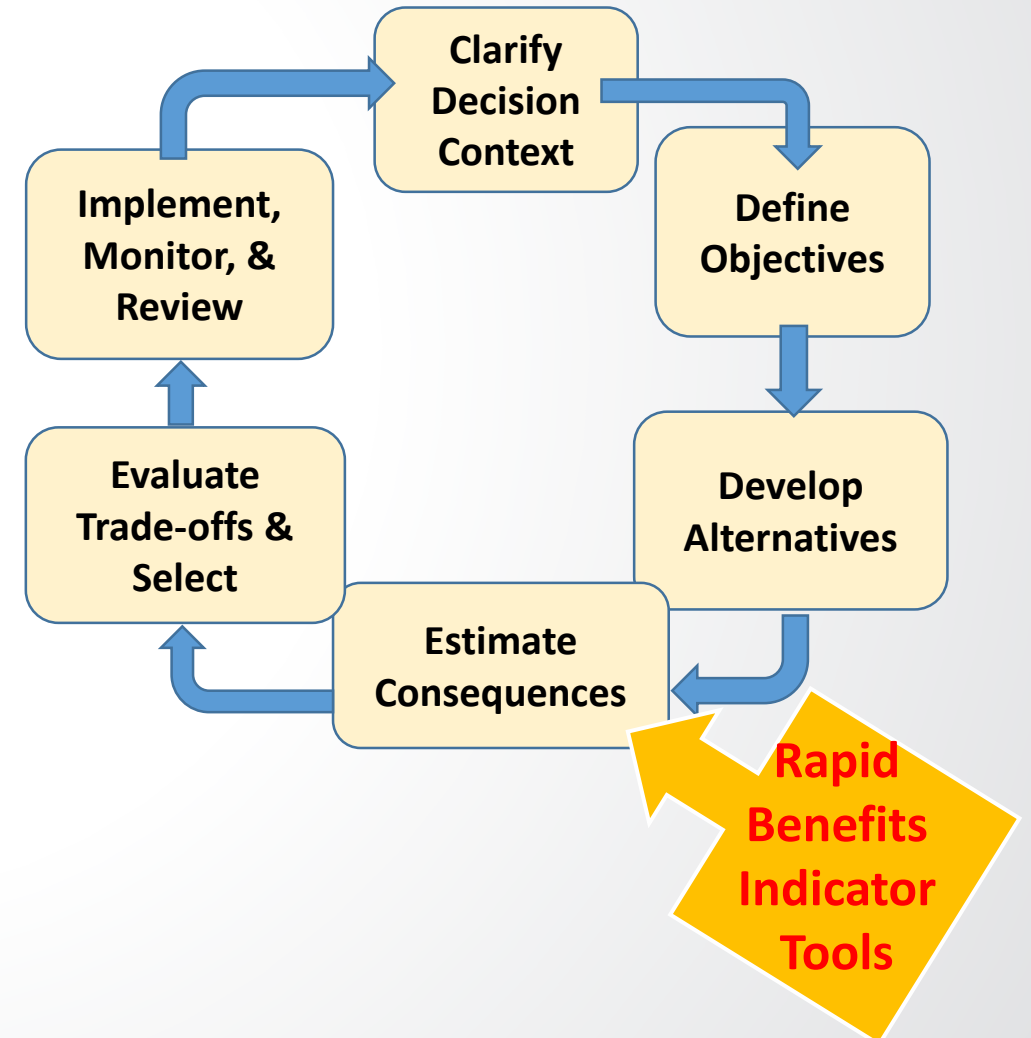 Clarify
Decision
Context
Define
Objectives
Develop
Alternatives
Estimate
Consequences
Evaluate
Trade-offs &
Select
Implement,
Monitor, &
Review
Rapid
Benefits
Indicator
Tools